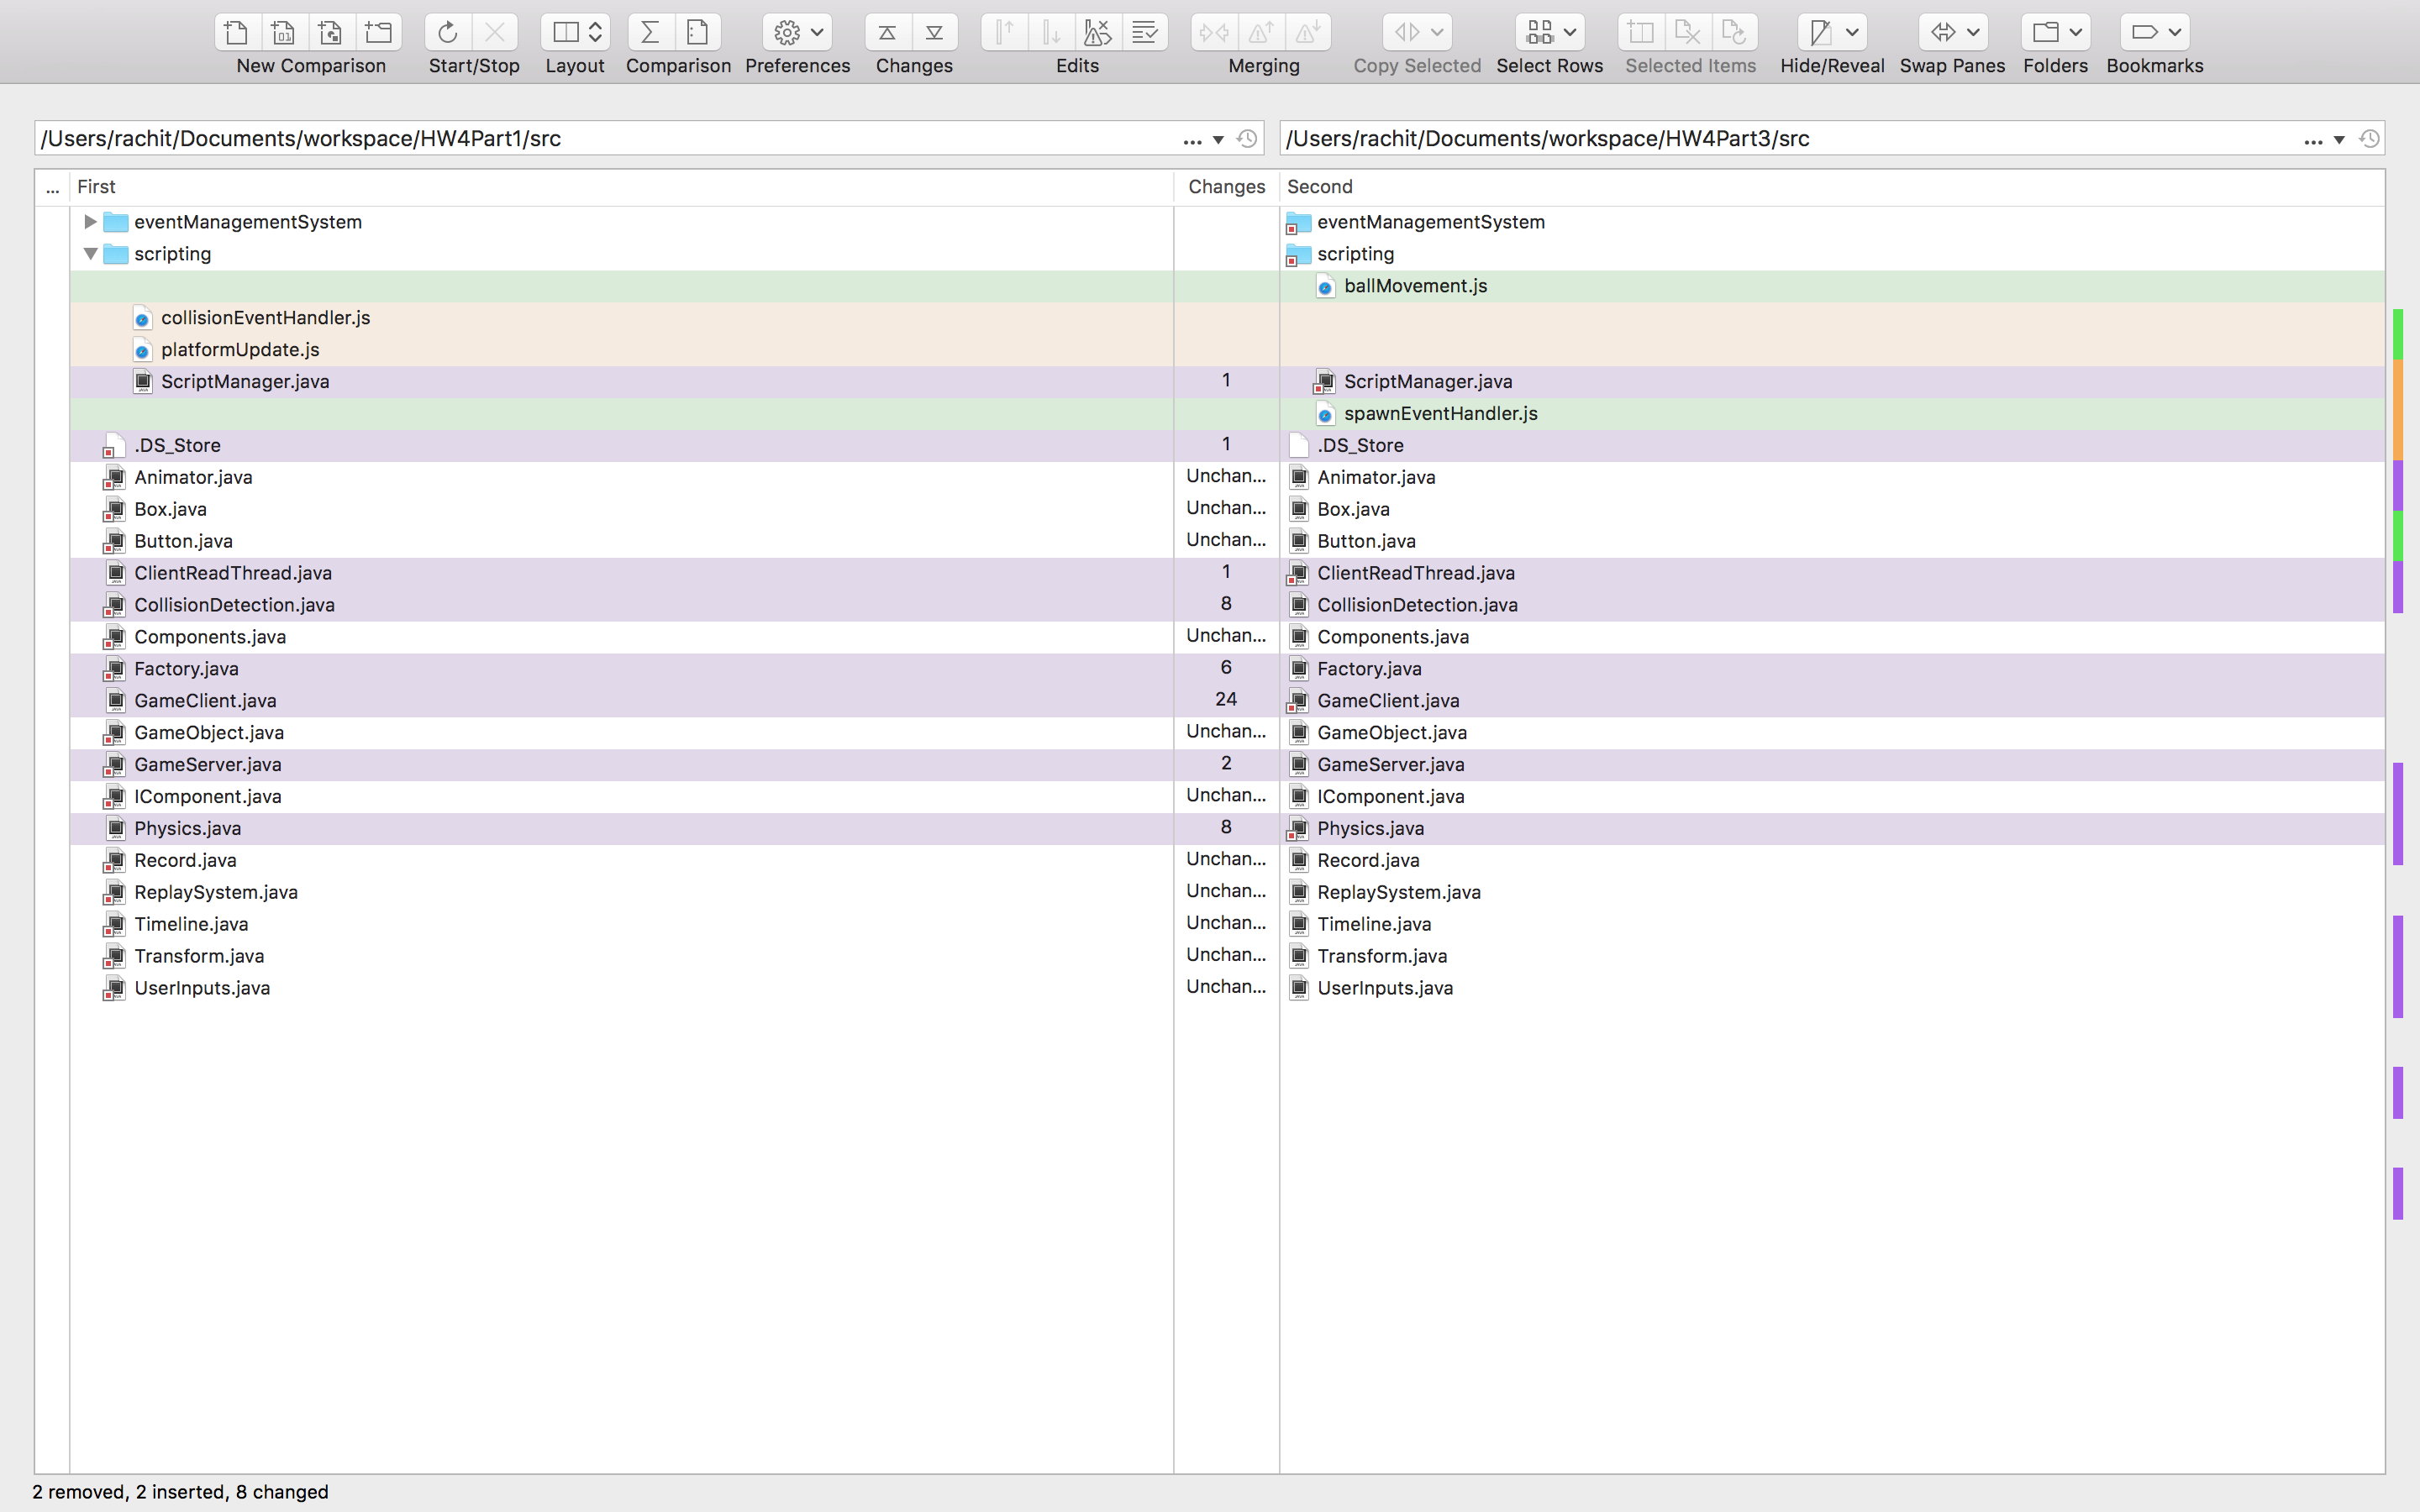 New Comparison Start/Stop Layout Comparison Preferences Changes Edits Merging Copy Selected Select Rows Selected Items Hide/Reveal Swap Panes Folders Bookmarks
/Users/rachit/Documents/workspace/HW4Part1/src ... /Users/rachit/Documents/workspace/HW4Part3/src ...
... First Changes Second
eventManagementSystem eventManagementSystem
scripting scripting
ballMovement.js
collisionEventHandler.js
platformUpdate.js
ScriptManager.java 1 ScriptManager.java
spawnEventHandler.js
.DS_Store 1 .DS_Store
Animator.java Unchan... Animator.java
Box.java Unchan... Box.java
Button.java Unchan... Button.java
ClientReadThread.java 1 ClientReadThread.java
CollisionDetection.java 8 CollisionDetection.java
Components.java Unchan... Components.java
Factory.java 6 Factory.java
GameClient.java 24 GameClient.java
GameObject.java Unchan... GameObject.java
GameServer.java 2 GameServer.java
IComponent.java Unchan... IComponent.java
Physics.java 8 Physics.java
Record.java Unchan... Record.java
ReplaySystem.java Unchan... ReplaySystem.java
Timeline.java Unchan... Timeline.java
Transform.java Unchan... Transform.java
UserInputs.java Unchan... UserInputs.java
2 removed, 2 inserted, 8 changed